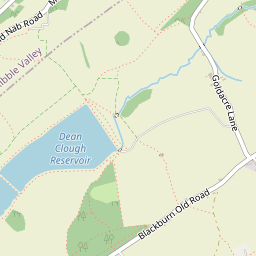 d Nab Road
M
ibble Valley
Goldacre Lane
Dean
Clough
Reservoir
Blackburn Old Road